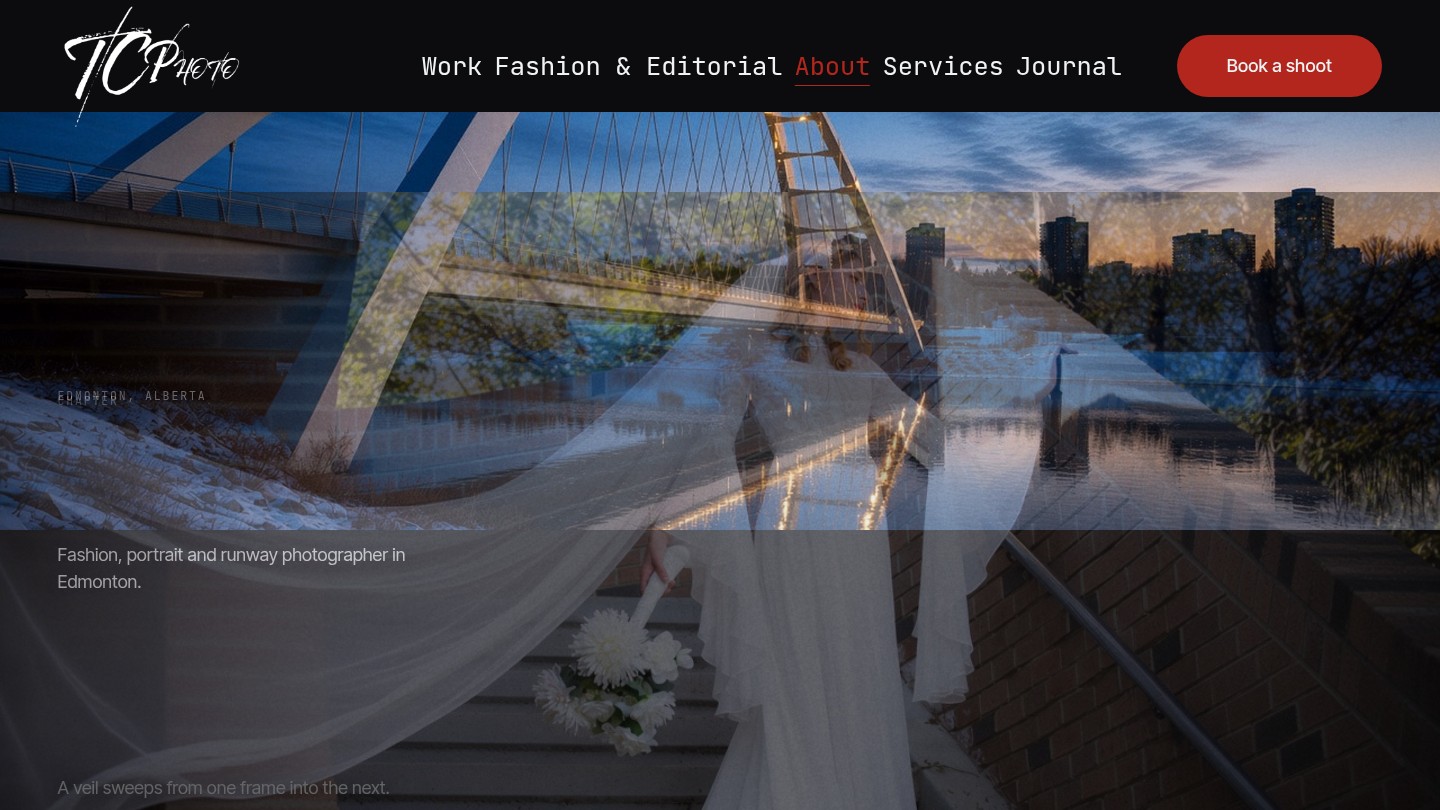 TCPHOTO
Work Fashion & Editorial About Services Journal
Book a shoot
EDMONTON, ALBERTA
CHAPTER
Fashion, portrait and runway photographer in
Edmonton.
A veil sweeps from one frame into the next.